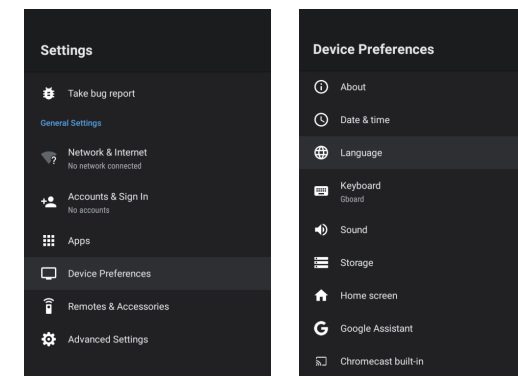 Settings
Take bug report
General Settings
Network & Internet
No network connected
Accounts & Sign In
No accounts
Apps
Device Preferences
Remotes & Accessories
Advanced Settings
Device Preferences
About
Date & time
Language
Keyboard
Gboard
Sound
Storage
Home screen
Google Assistant
Chromecast built-in